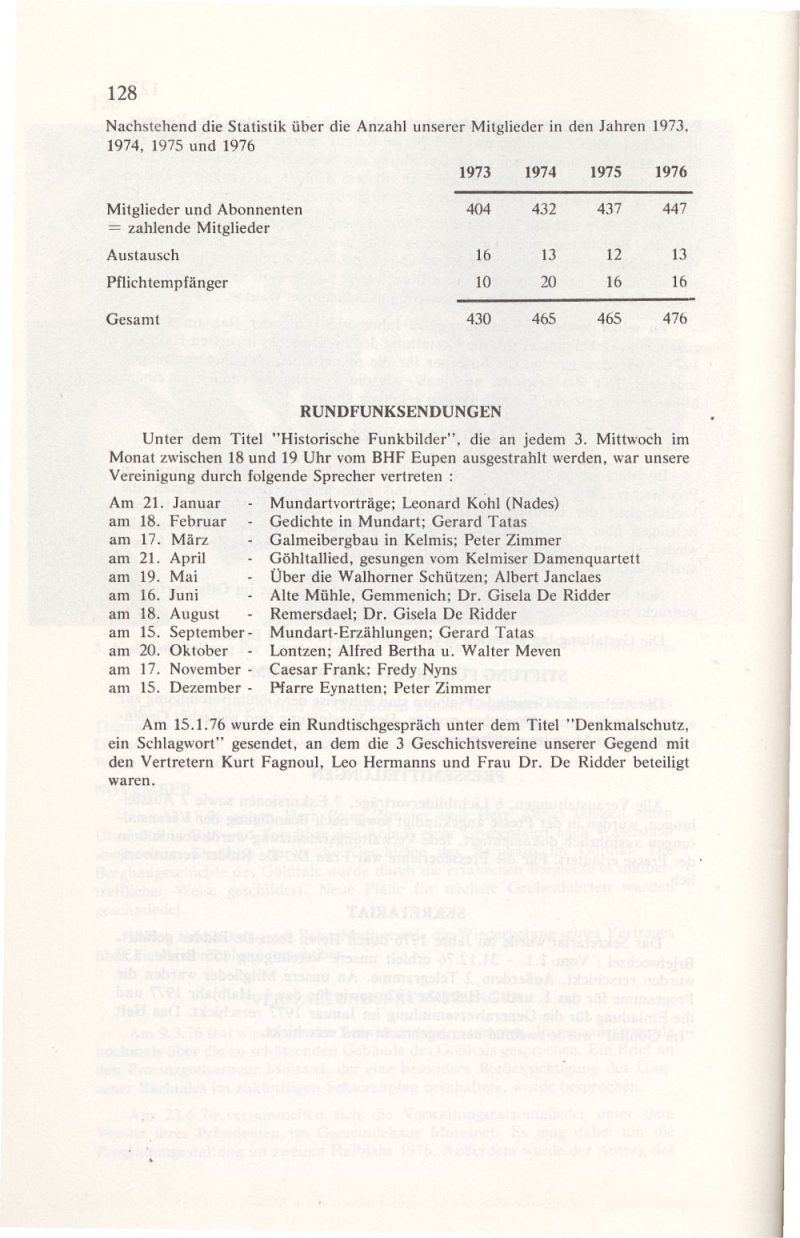 128
Nachstehend die Statistik über die Anzahl unserer Mitglieder in den Jahren 1973,
1974, 1975 und 1976
1973 1974 1975 1976
Mitglieder und Abonnenten 404 432 437 447
= zahlende Mitglieder
Austausch 16 13 12 13
Pflichtempfänger 10 20 16 16
Gesamt 430 465 465 476
RUNDFUNKSENDUNGEN
Unter dem Titel "Historische Funkbilder", die an jedem 3. Mittwoch im
Monat zwischen 18 und 19 Uhr vom BHF Eupen ausgestrahlt werden, war unsere
Vereinigung durch folgende Sprecher vertreten :
Am 21. Januar - Mundartvorträge; Leonard Kohl (Nades)
am 18. Februar - Gedichte in Mundart; Gerard Tatas
am 17. März - Galmeibergbau in Kelmis; Peter Zimmer
am 21. April - Göhltallied, gesungen vom Kelmiser Damenquartett
am 19. Mai - Über die Walhorner Schützen; Albert Janclaes
am 16. Juni - Alte Mühle, Gemmenich; Dr. Gisela De Ridder
am 18. August - Remersdael; Dr. Gisela De Ridder
am 15. September - Mundart-Erzählungen; Gerard Tatas
am 20. Oktober - Lontzen; Alfred Bertha u. Walter Meven
am 17. November - Caesar Frank; Fredy Nyns
am 15. Dezember - Pfarre Eynatten; Peter Zimmer
Am 15.1.76 wurde ein Rundtischgespräch unter dem Titel "Denkmalschutz,
ein Schlagwort" gesendet, an dem die 3 Geschichtsvereine unserer Gegend mit
den Vertretern Kurt Fagnoul, Leo Hermanns und Frau Dr. De Ridder beteiligt
waren.